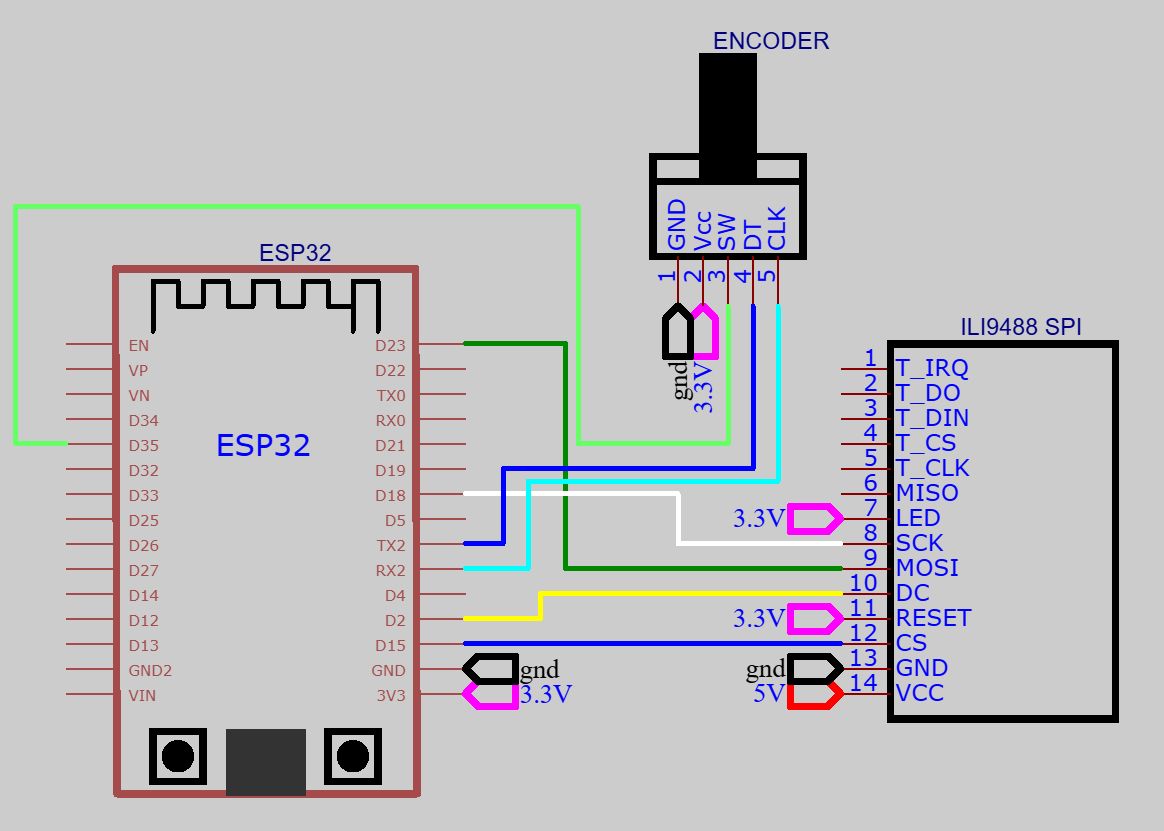 ENCODER
GND
Vcc
SW
DT
CLK
1
2
3
4
5
gnd
3.3V
ESP32
ESP32
EN
VP
VN
D34
D35
D32
D33
D25
D26
D27
D14
D12
D13
GND2
VIN
D23
D22
TX0
RX0
D21
D19
D18
D5
TX2
RX2
D4
D2
D15
GND
3V3
gnd
3.3V
ILI9488 SPI
1 T_IRQ
2 T_DO
3 T_DIN
4 T_CS
5 T_CLK
6 MISO
3.3V 7 LED
8 SCK
9 MOSI
10 DC
3.3V 11 RESET
12 CS
gnd 13 GND
5V 14 VCC